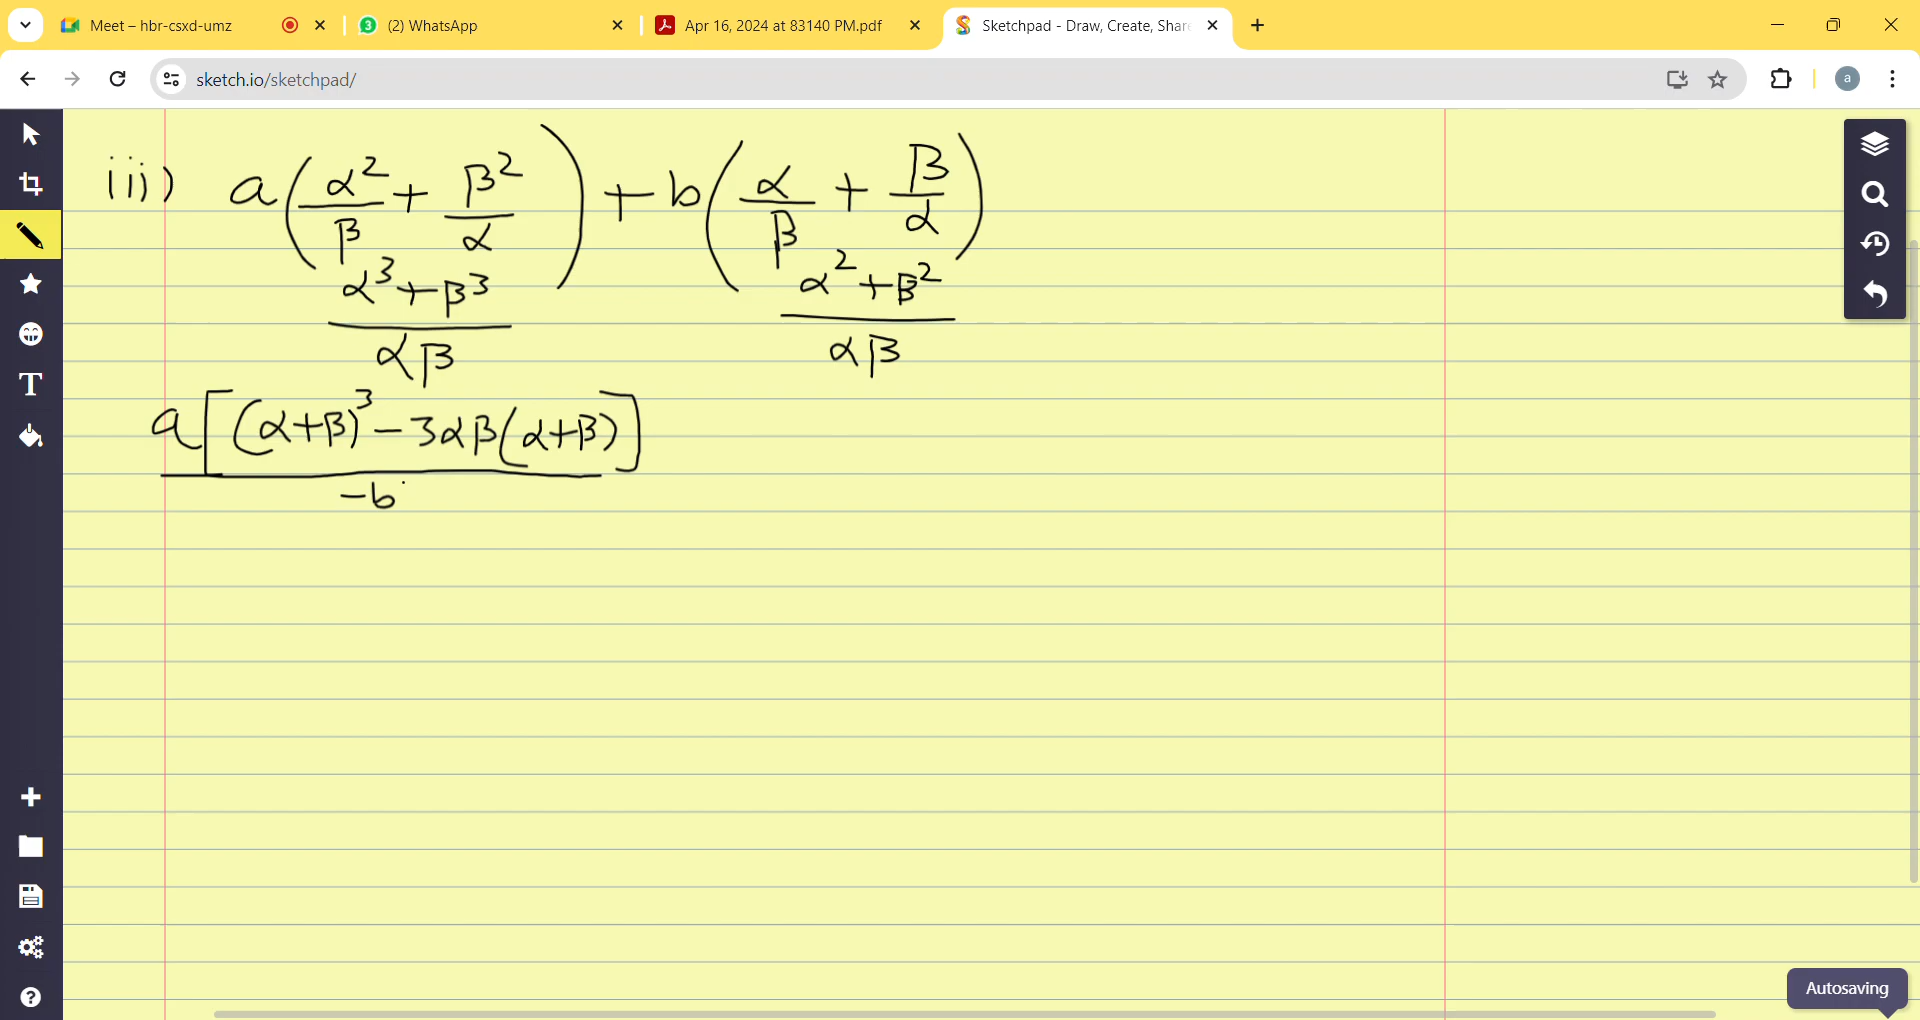 Meet – hbr-csxd-umz
3 (2) WhatsApp
Apr 16, 2024 at 83140 PM.pdf
Sketchpad - Draw, Create, Shar
sketch.io/sketchpad/
a
iii) a(α²/β + β²/α) + b(α/β + β/α)
(α³+β³)/αβ (α²+β²)/αβ
a[(α+β)³-3αβ(α+β)]
-b
T
Autosaving